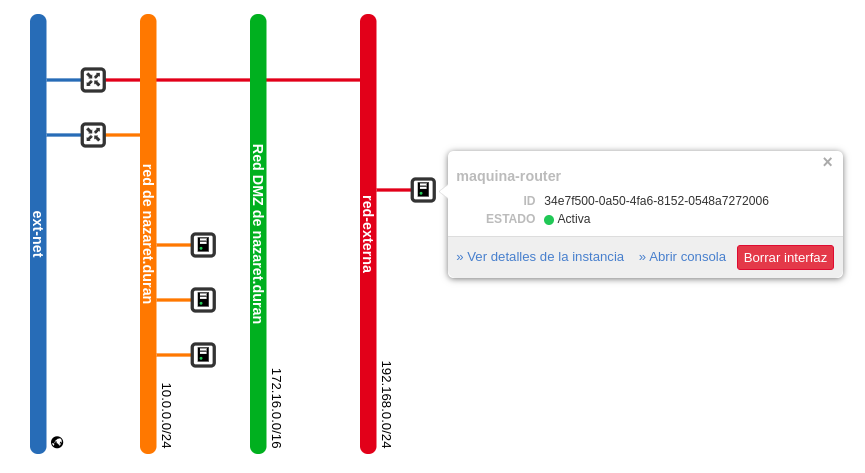 ext-net
red de nazaret.duran
10.0.0.0/24
Red DMZ de nazaret.duran
172.16.0.0/16
red-externa
192.168.0.0/24
×
maquina-router
ID 34e7f500-0a50-4fa6-8152-0548a7272006
ESTADO Activa
» Ver detalles de la instancia » Abrir consola Borrar interfaz